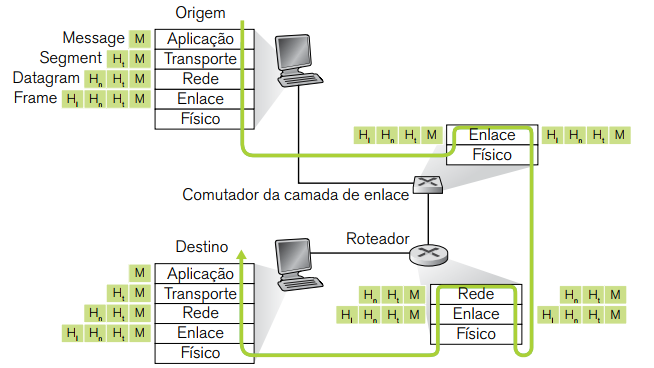 Origem
Message M Aplicação
Segment Ht M Transporte
Datagram Hn Ht M Rede
Frame Hl Hn Ht M Enlace
Físico
Hl Hn Ht M Enlace Hl Hn Ht M
Físico
Comutador da camada de enlace
Roteador
Destino
M Aplicação
Ht M Transporte
Hn Ht M Rede
Hl Hn Ht M Enlace
Físico
Hn Ht M Rede Hn Ht M
Hl Hn Ht M Enlace Hl Hn Ht M
Físico